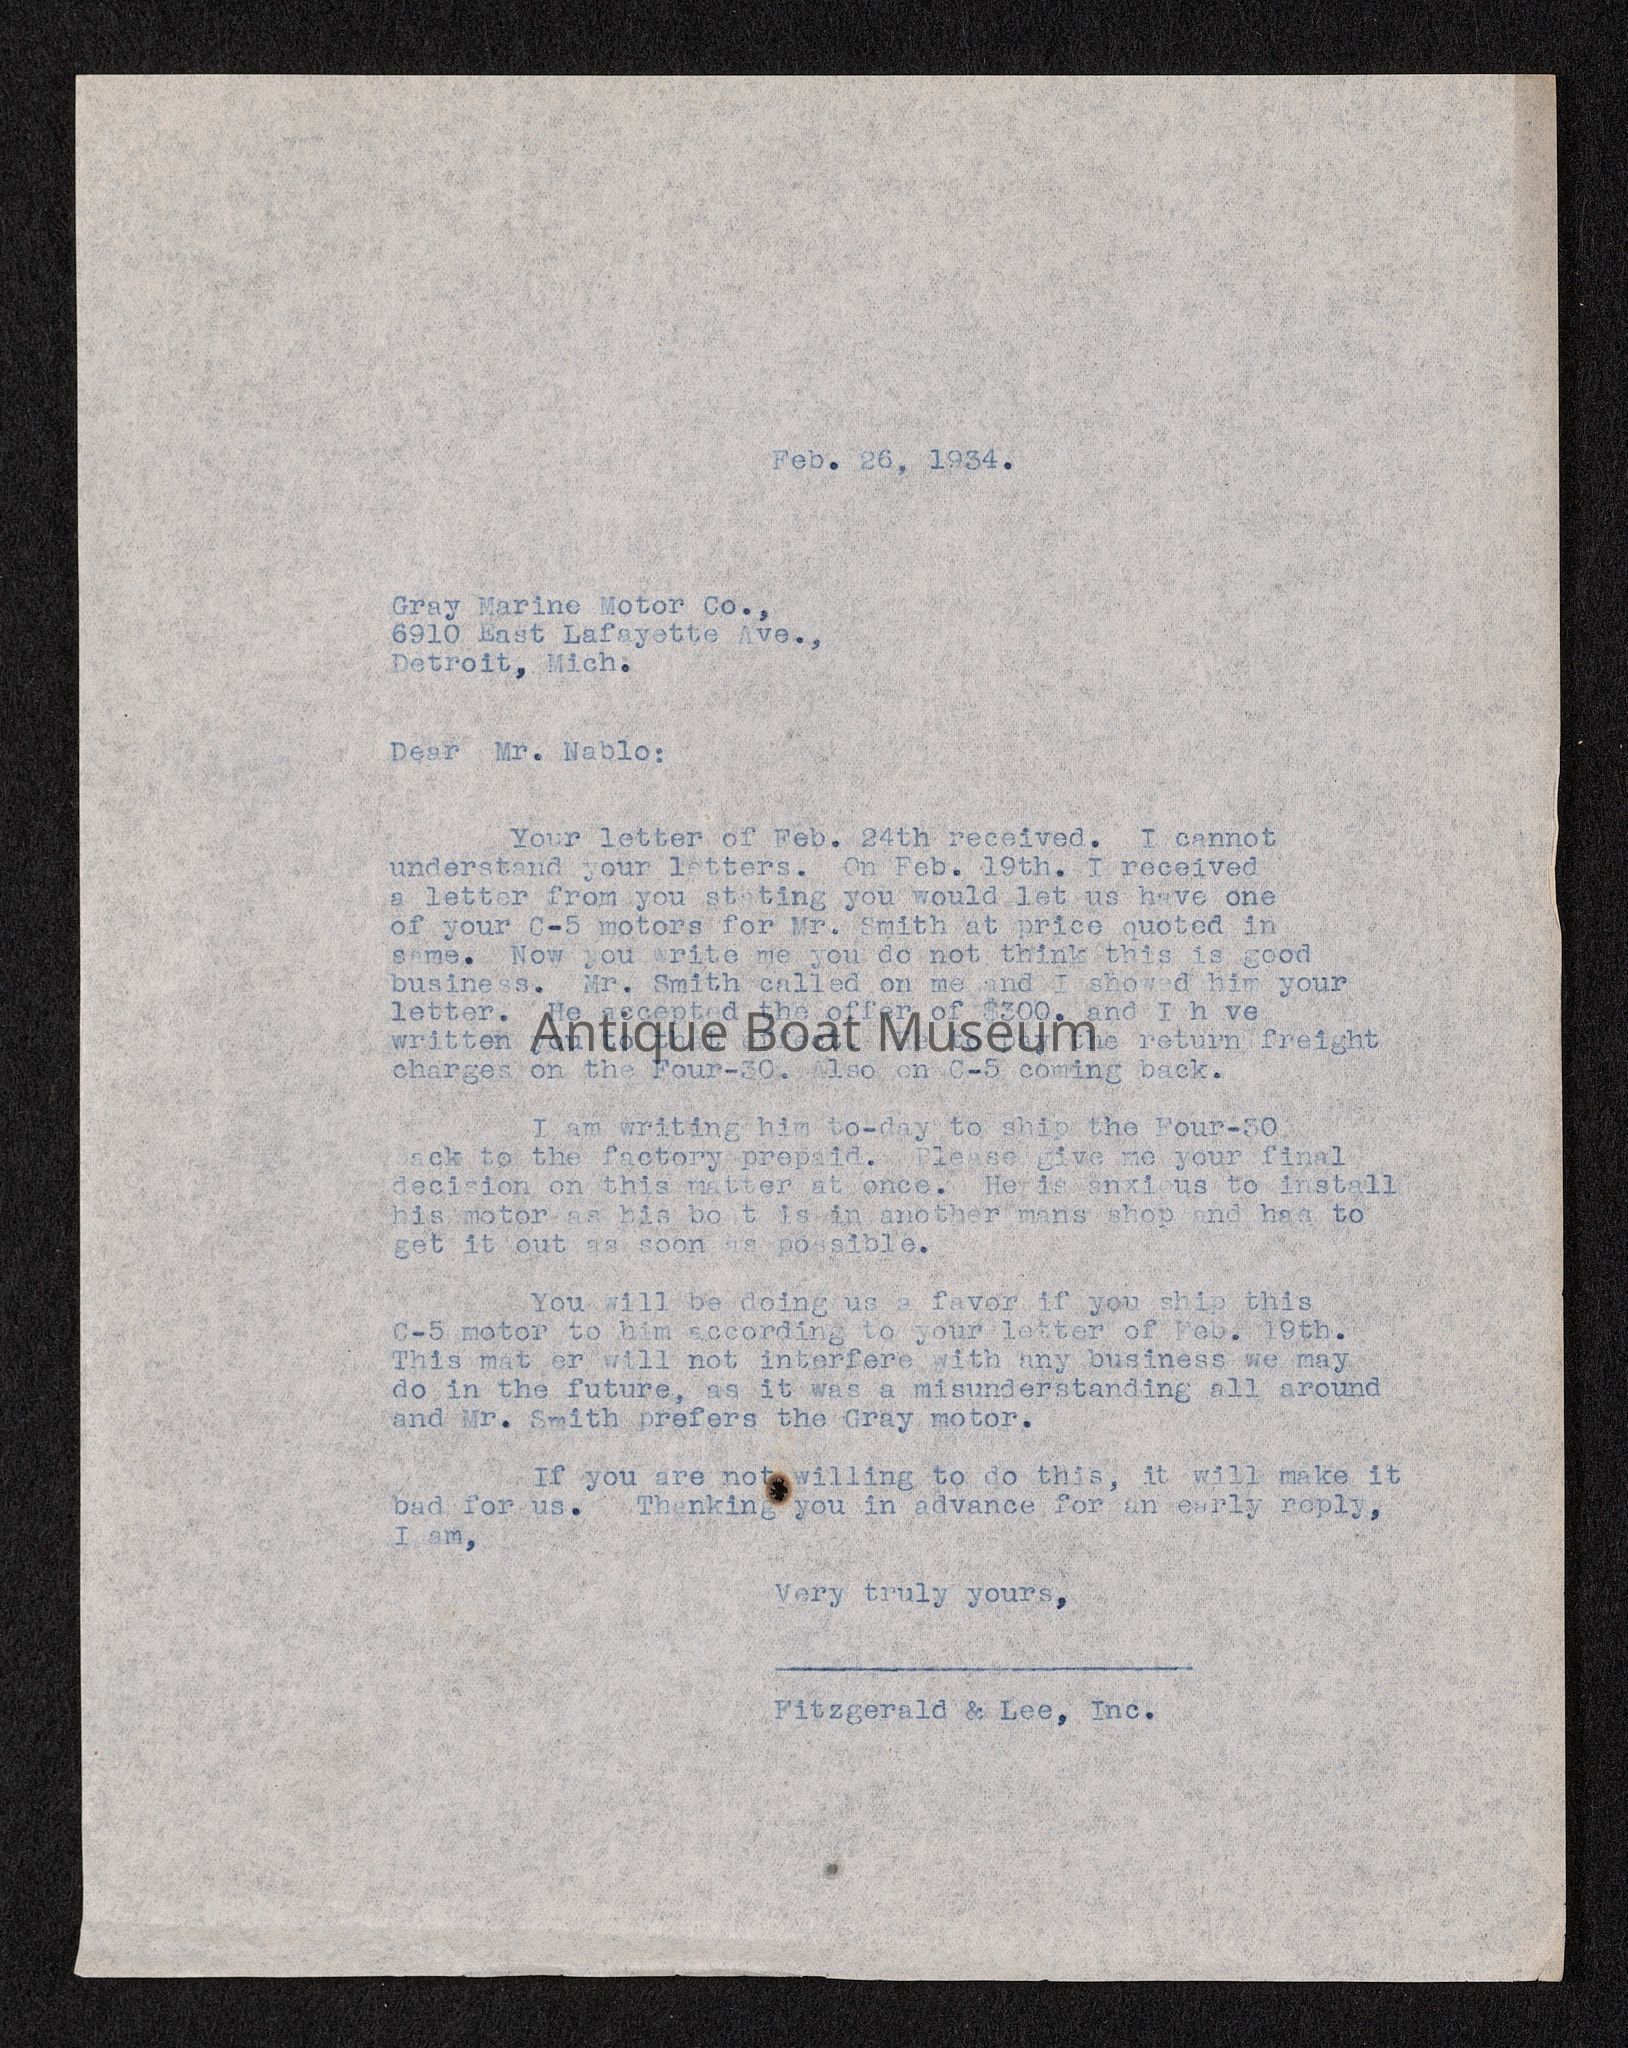 Feb. 26, 1934.
Gray Marine Motor Co.,
6910 East Lafayette Ave.,
Detroit, Mich.
Dear Mr. Nablo:
Your letter of Feb. 24th received. I cannot
understand your letters. On Feb. 19th. I received
a letter from you stating you would let us have one
of your C-5 motors for Mr. Smith at price quoted in
same. Now you write me you do not think this is good
business. Mr. Smith called on me and I showed him your
letter. He accepted the offer of $300. and I h ve
written you to that the return freight
charges on the Four-30. Also on C-5 coming back.
Antique Boat Museum
I am writing him to-day to ship the Four-30
back to the factory prepaid. Please give me your final
decision on this matter at once. He is anxious to install
his motor as his bo t is in another mans shop and has to
get it out as soon as possible.
You will be doing us a favor if you ship this
C-5 motor to him according to your letter of Feb. 19th.
This mat er will not interfere with any business we may
do in the future, as it was a misunderstanding all around
and Mr. Smith prefers the Gray motor.
If you are not willing to do this, it will make it
bad for us. Thanking you in advance for an early reply,
I am,
Very truly yours,
Fitzgerald & Lee, Inc.